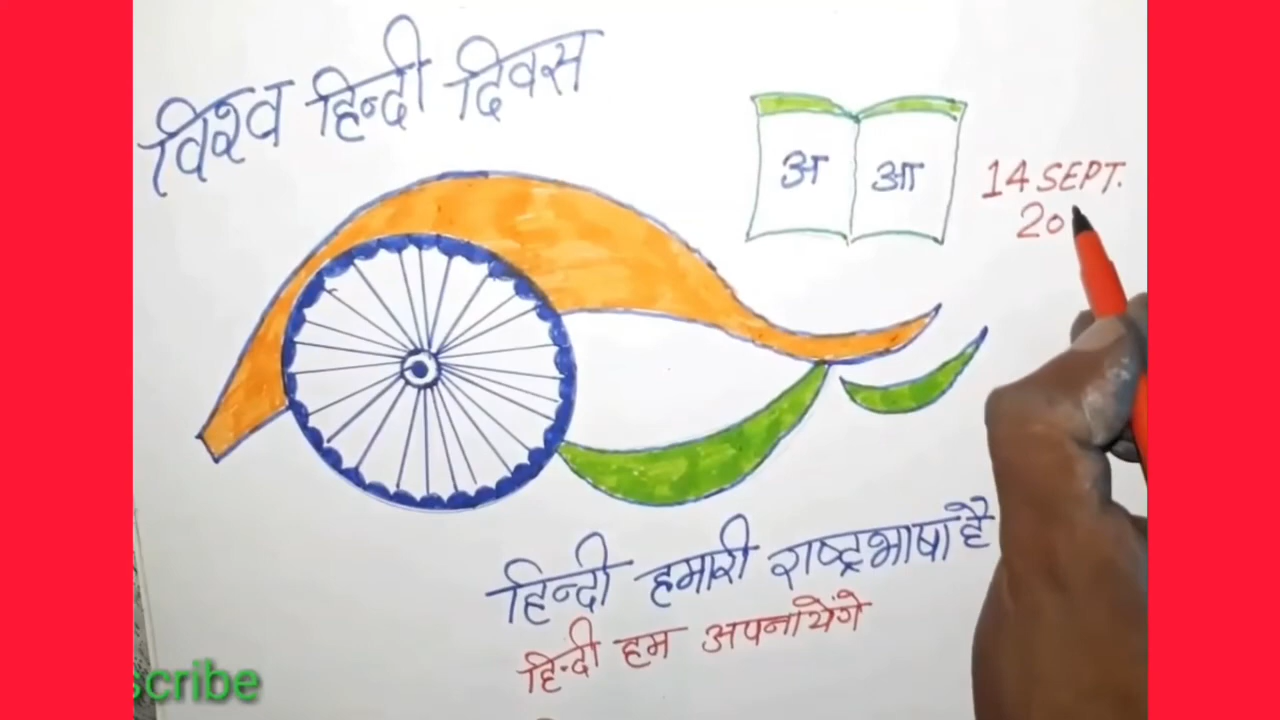 विश्व हिन्दी दिवस
अ आ
14 SEPT.
20
हिन्दी हमारी राष्ट्रभाषा है
हिन्दी हम अपनायेंगे
scribe